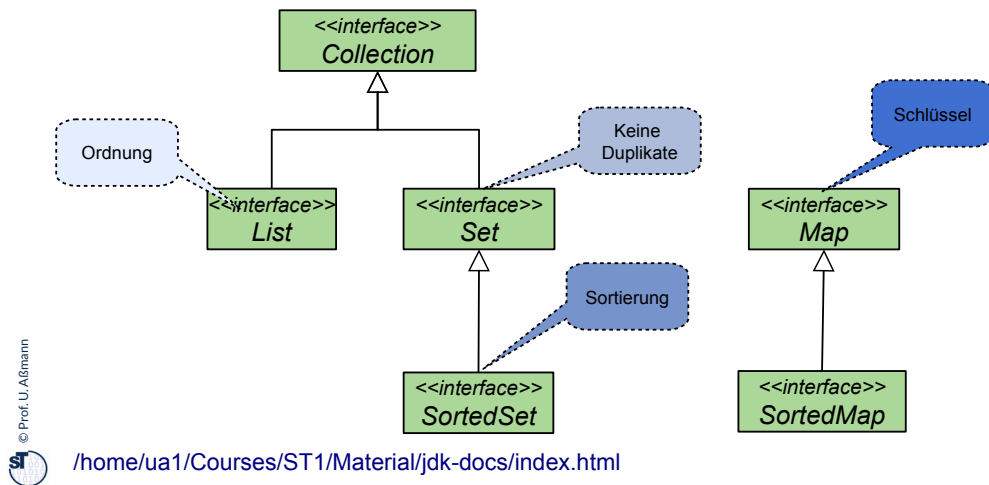 <<interface>>
Collection
Ordnung
Keine
Duplikate
Schlüssel
<<interface>>
List
<<interface>>
Set
<<interface>>
Map
Sortierung
<<interface>>
SortedSet
<<interface>>
SortedMap
© Prof. U. Aßmann
ST
/home/ua1/Courses/ST1/Material/jdk-docs/index.html